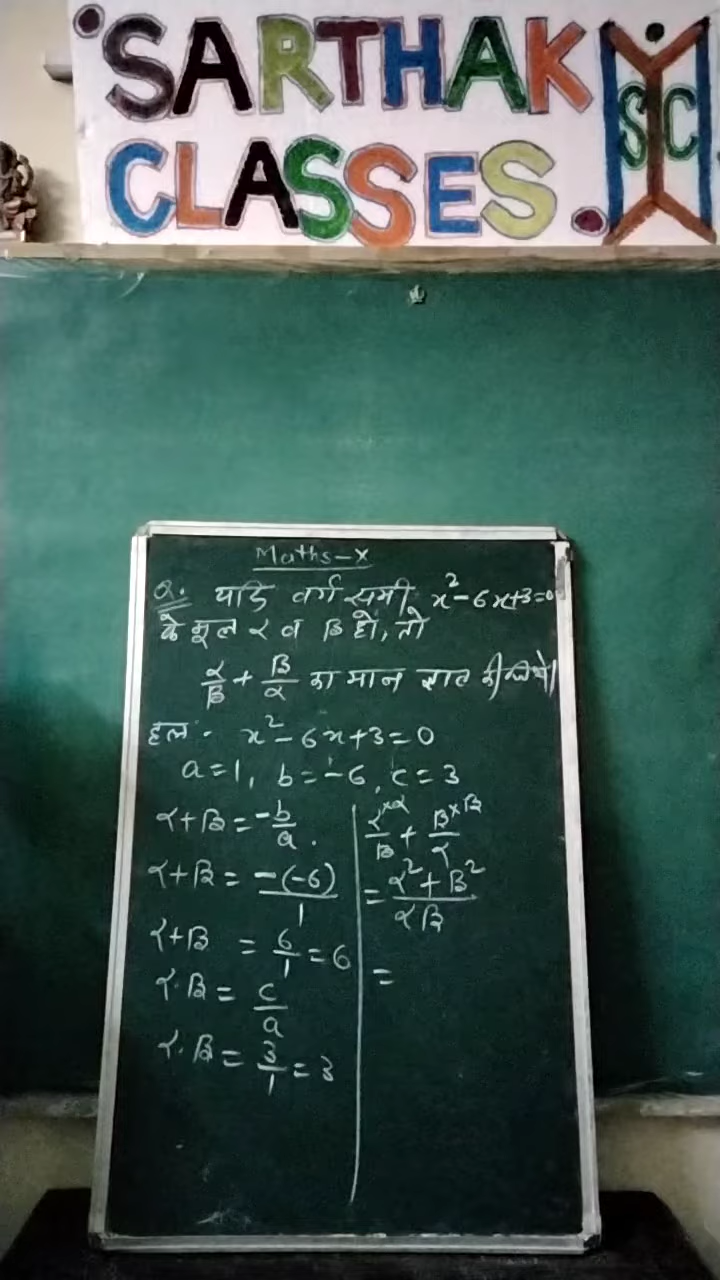 SARTHAK
CLASSES.
SC
Maths-X
Q. यदि वर्ग समी x²-6x+3=0
के मूल α व β हों, तो
α/β + β/α का मान ज्ञात कीजिये।
हल:- x²-6x+3=0
a=1, b=-6, c=3
α+β = -b/a.
α+β = -(-6)/1
α+β = 6/1 = 6
α·β = c/a
α·β = 3/1 = 3
α×α/β + β×β/α
= α²+β²/αβ
=